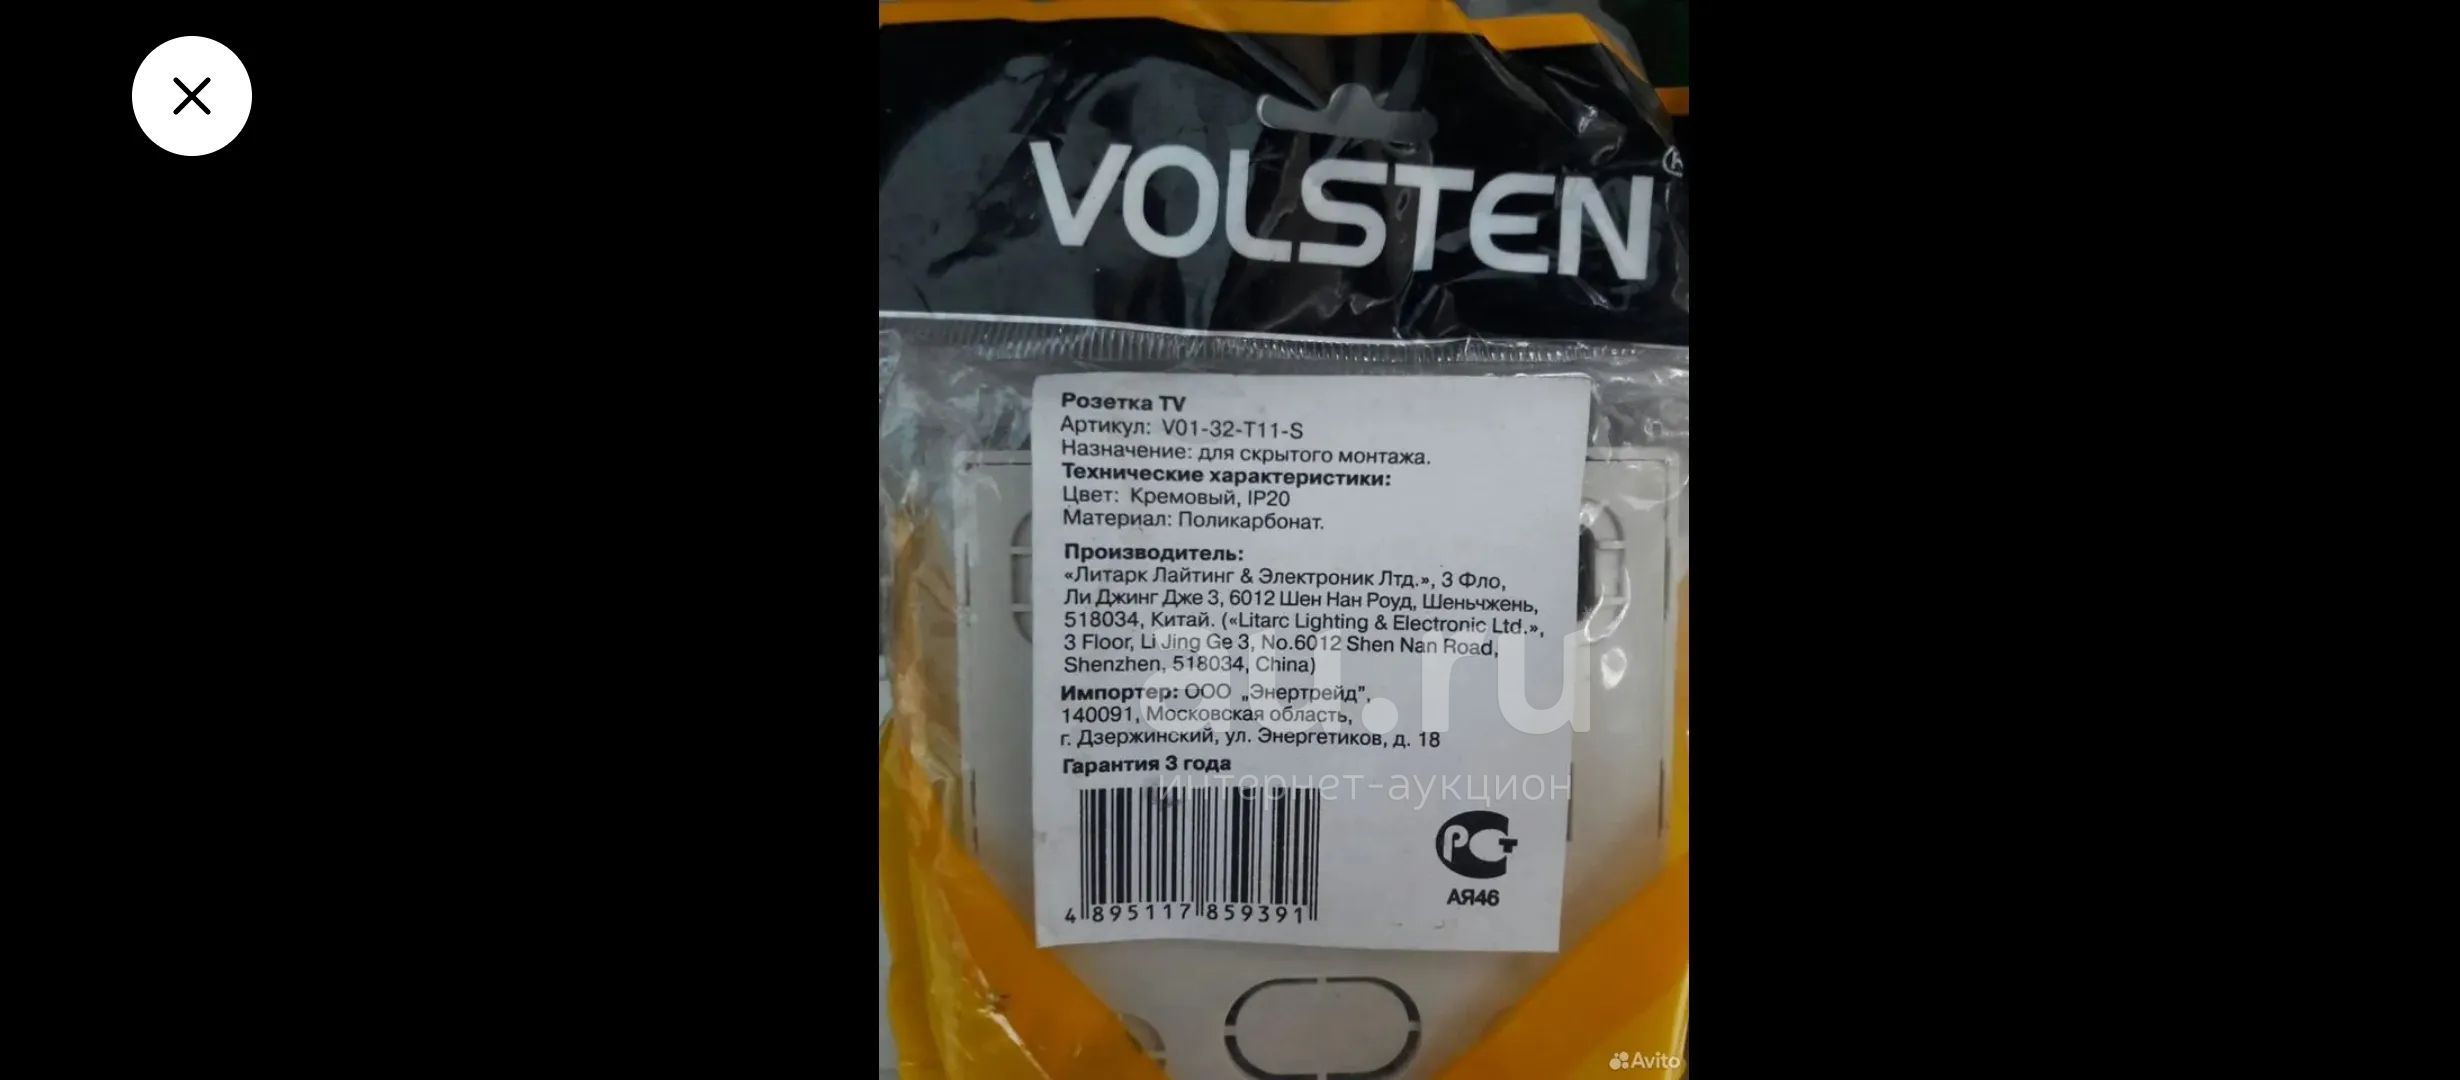 VOLSTEN
Розетка TV
Артикул: V01-32-T11-S
Назначение: для скрытого монтажа.
Технические характеристики:
Цвет: Кремовый, IP20
Материал: Поликарбонат.
Производитель:
«Литарк Лайтинг & Электроник Лтд.», 3 Фло,
Ли Джинг Дже 3, 6012 Шен Нан Роуд, Шеньчжень,
518034, Китай. («Litarc Lighting & Electronic Ltd.»,
3 Floor, Li Jing Ge 3, No.6012 Shen Nan Road,
Shenzhen, 518034, China)
Импортер: ООО „Энертрейд”,
140091, Московская область,
г. Дзержинский, ул. Энергетиков, д. 18
Гарантия 3 года
au.ru
интернет-аукцион
4 895117 859391
РСТ
АЯ46
Avito